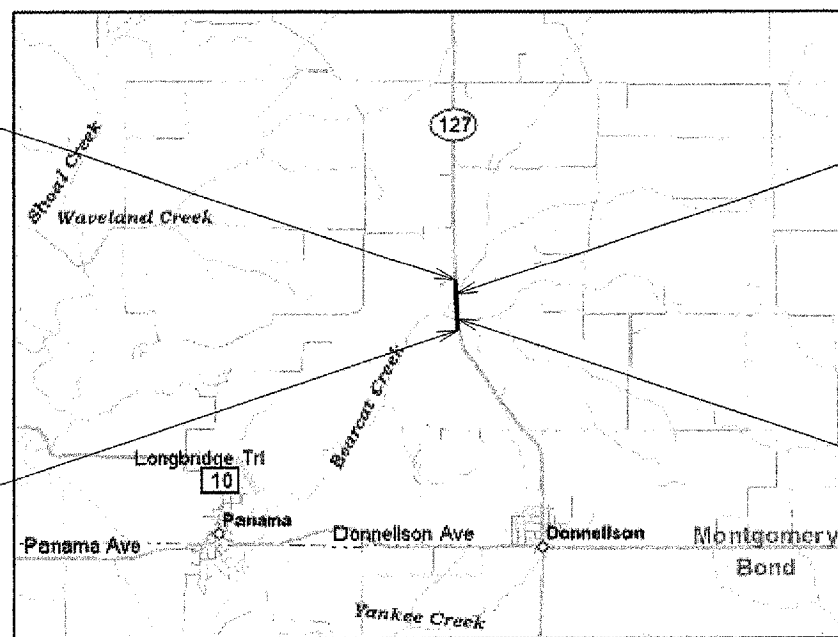 127
Shoal Creek
Waveland Creek
Bearcat Creek
Longbridge Trl
10
Panama
Panama Ave
Donnellson Ave
Donnellson
Montgomery
Bond
Yankee Creek